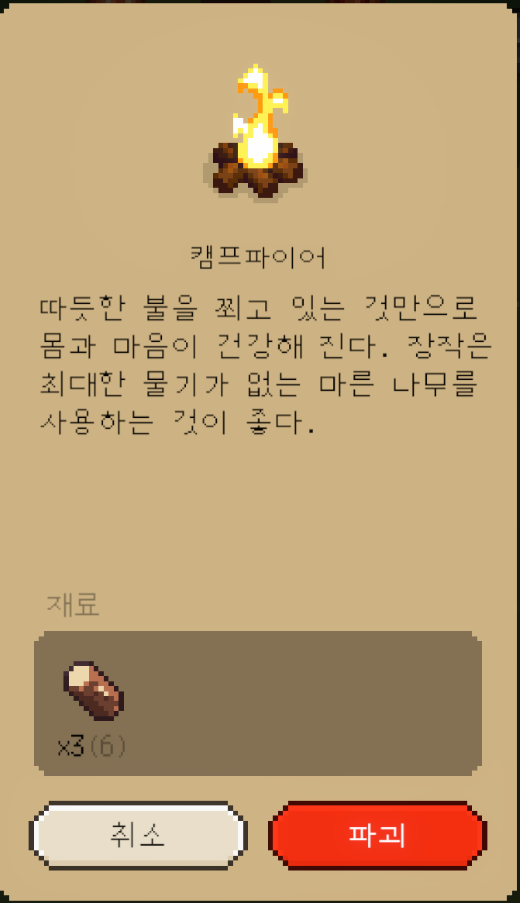 캠프파이어
따듯한 불을 쬐고 있는 것만으로
몸과 마음이 건강해 진다. 장작은
최대한 물기가 없는 마른 나무를
사용하는 것이 좋다.
재료
x3(6)
취소
파괴